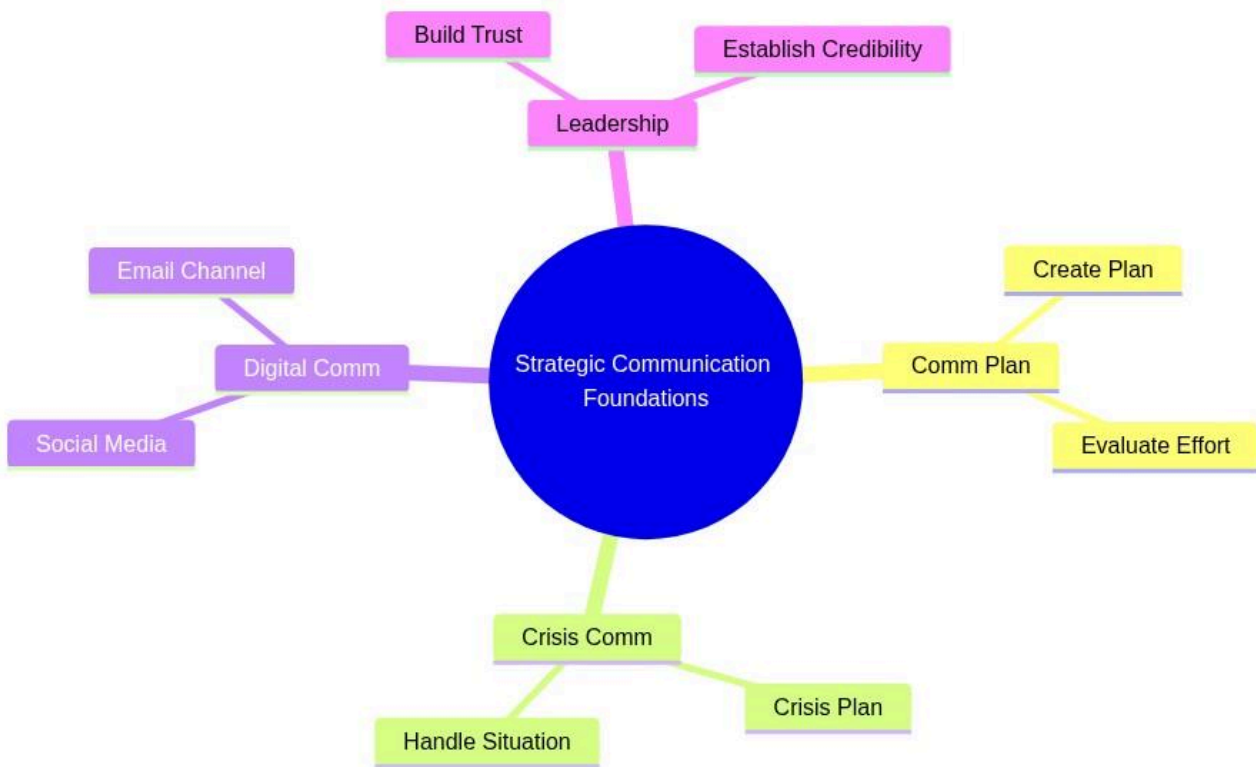 Build Trust
Establish Credibility
Leadership
Email Channel
Create Plan
Digital Comm
Strategic Communication
Foundations
Comm Plan
Social Media
Evaluate Effort
Crisis Comm
Crisis Plan
Handle Situation